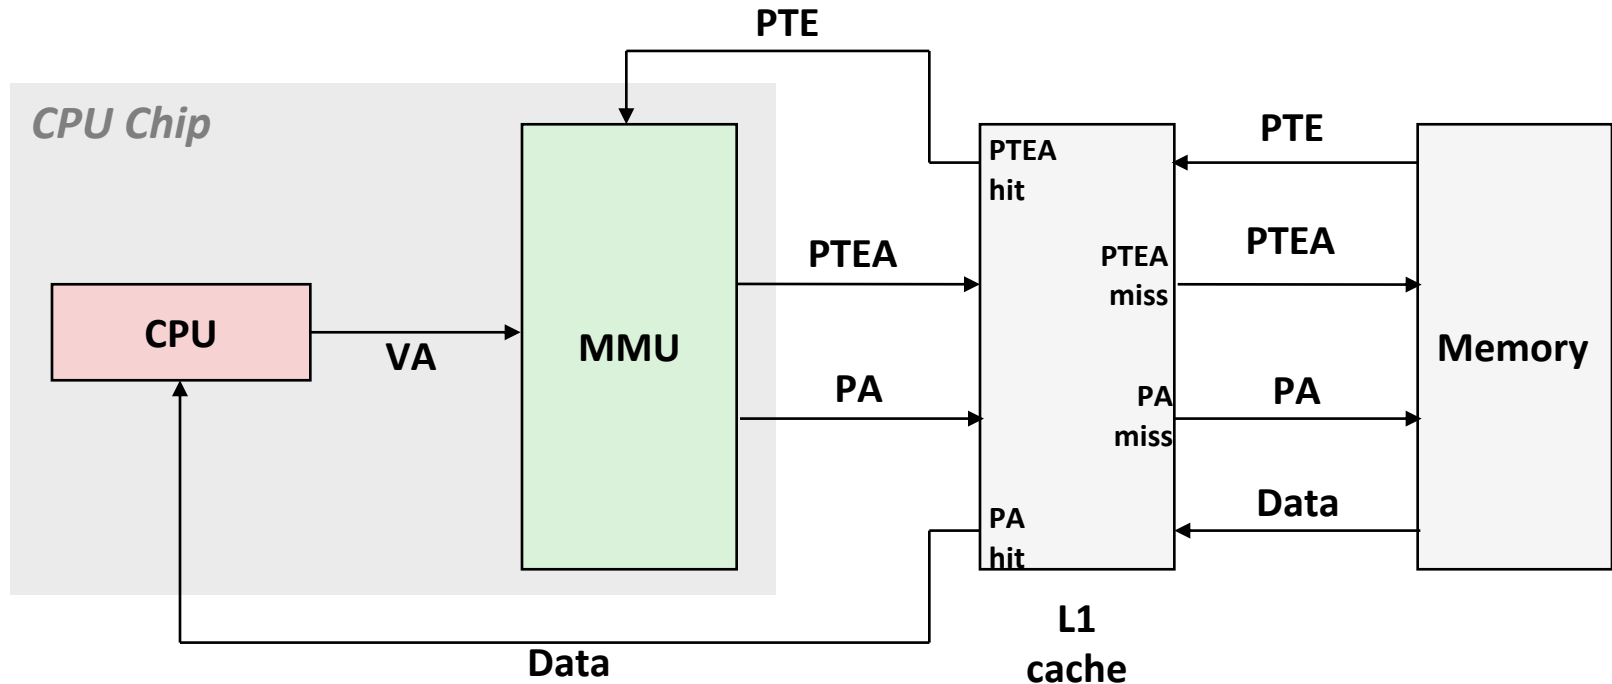 PTE
CPU Chip
PTEA
hit
PTE
PTEA
PTEA
miss
PTEA
CPU
VA
MMU
Memory
PA
PA
miss
PA
PA
hit
Data
Data
L1
cache